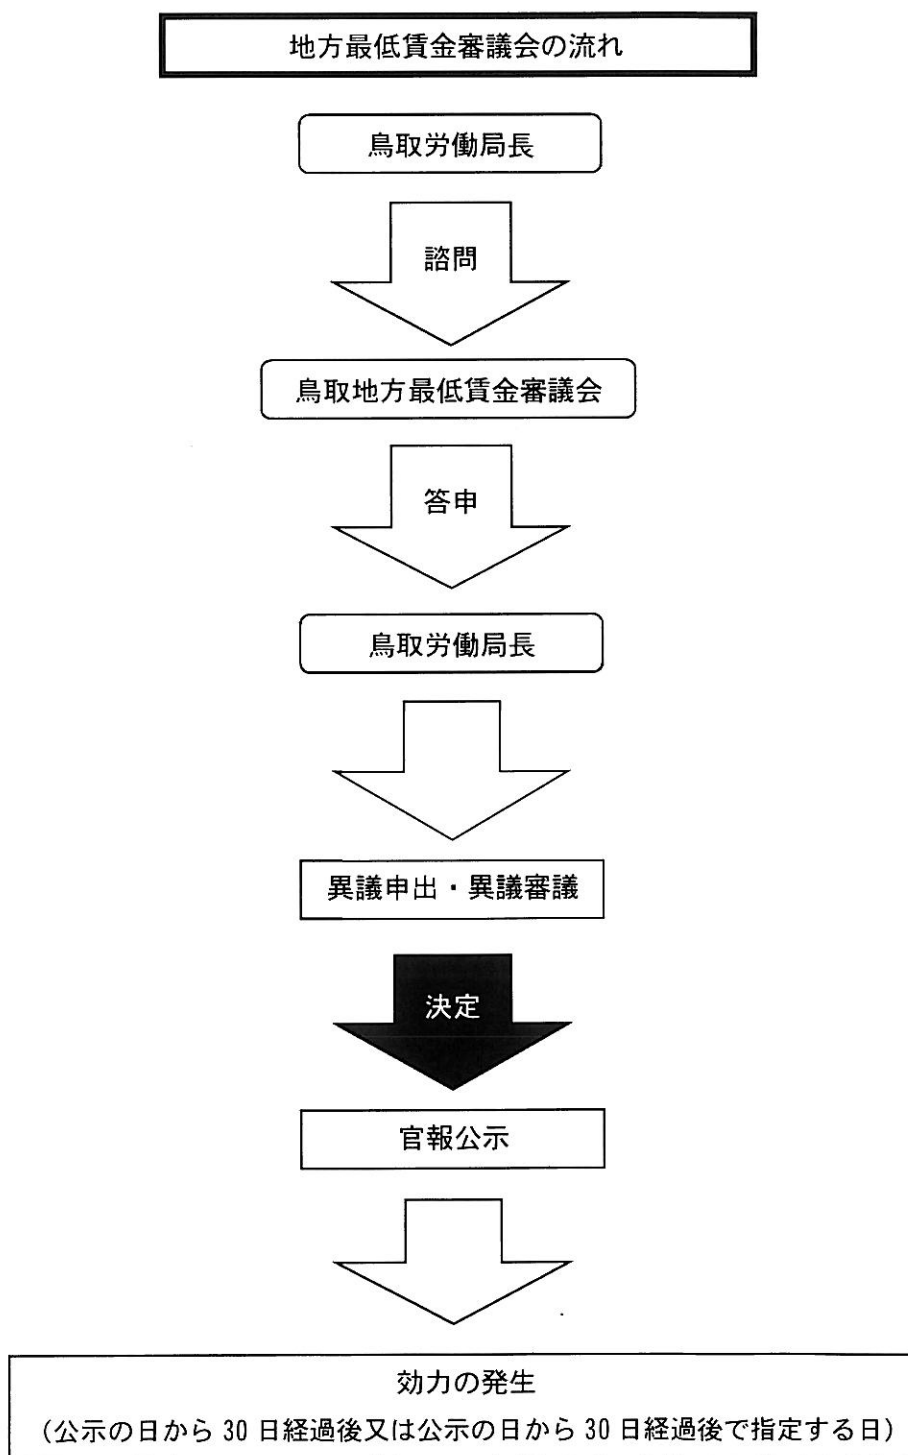 地方最低賃金審議会の流れ
鳥取労働局長
諮問
鳥取地方最低賃金審議会
答申
鳥取労働局長
異議申出・異議審議
決定
官報公示
効力の発生
（公示の日から 30 日経過後又は公示の日から 30 日経過後で指定する日）